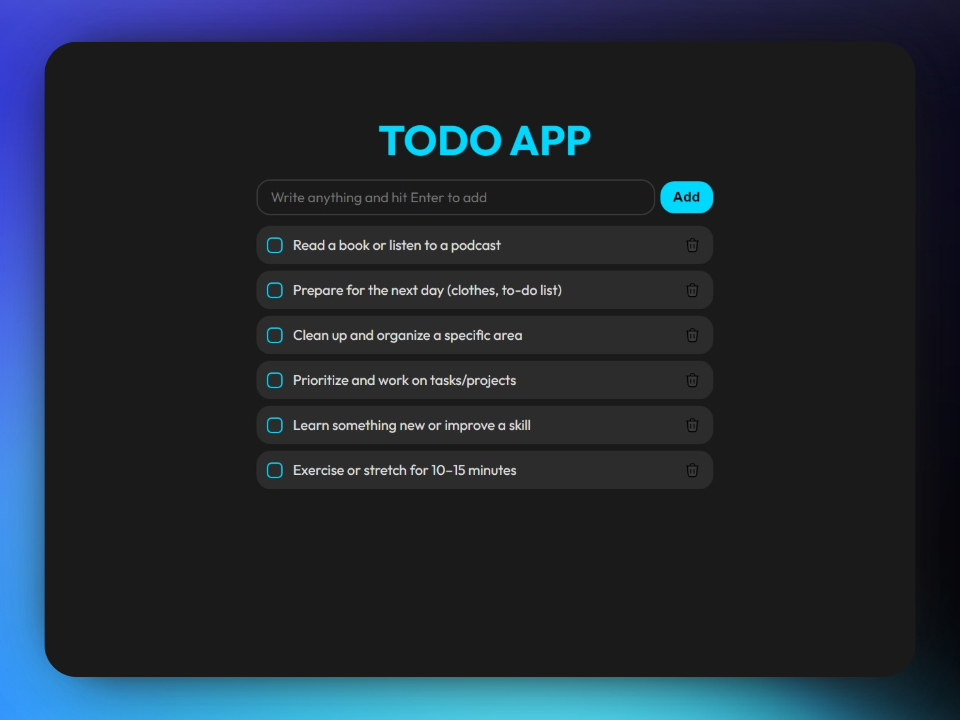 TODO APP
Write anything and hit Enter to add
Add
Read a book or listen to a podcast
Prepare for the next day (clothes, to-do list)
Clean up and organize a specific area
Prioritize and work on tasks/projects
Learn something new or improve a skill
Exercise or stretch for 10–15 minutes